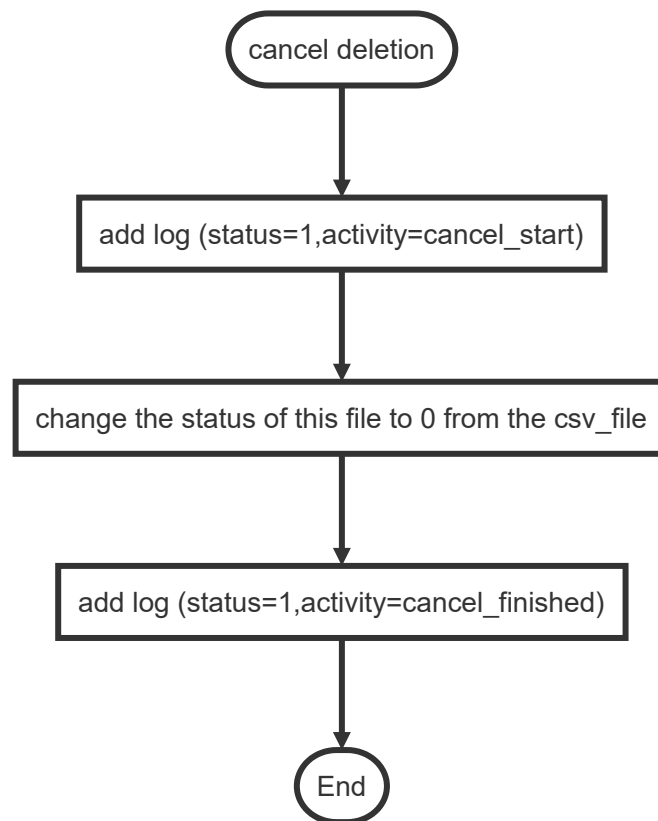 cancel deletion
add log (status=1,activity=cancel_start)
change the status of this file to 0 from the csv_file
add log (status=1,activity=cancel_finished)
End